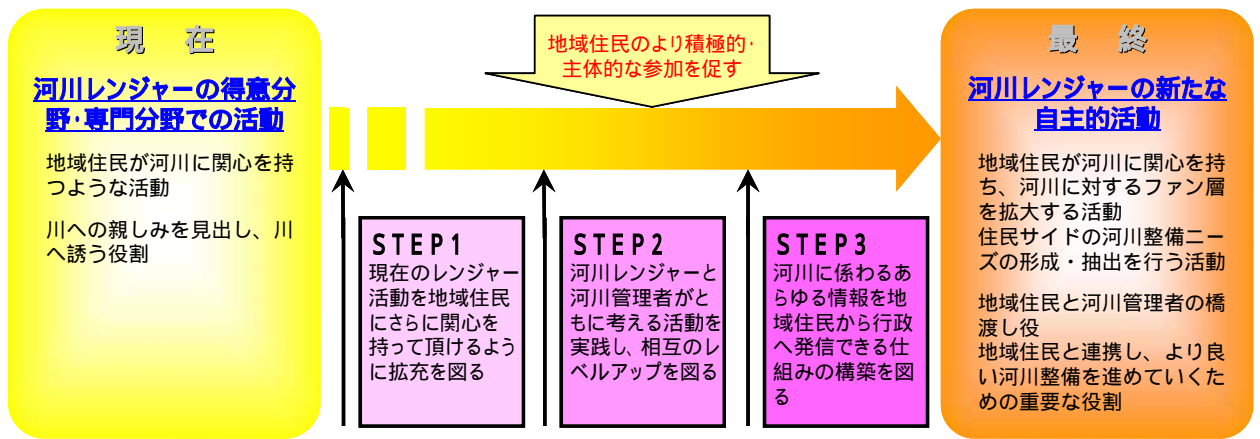 現 在
河川レンジャーの得意分
野・専門分野での活動
地域住民が河川に関心を持
つような活動
川への親しみを見出し、川
へ誘う役割
地域住民のより積極的・
主体的な参加を促す
STEP1
現在のレンジャー
活動を地域住民
にさらに関心を
持って頂けるよう
に拡充を図る
STEP2
河川レンジャーと
河川管理者がと
もに考える活動を
実践し、相互のレ
ベルアップを図る
STEP3
河川に係わるあ
らゆる情報を地
域住民から行政
へ発信できる仕
組みの構築を図
る
最 終
河川レンジャーの新たな
自主的活動
地域住民が河川に関心を持
ち、河川に対するファン層
を拡大する活動
住民サイドの河川整備ニー
ズの形成・抽出を行う活動
地域住民と河川管理者の橋
渡し役
地域住民と連携し、より良
い河川整備を進めていくた
めの重要な役割